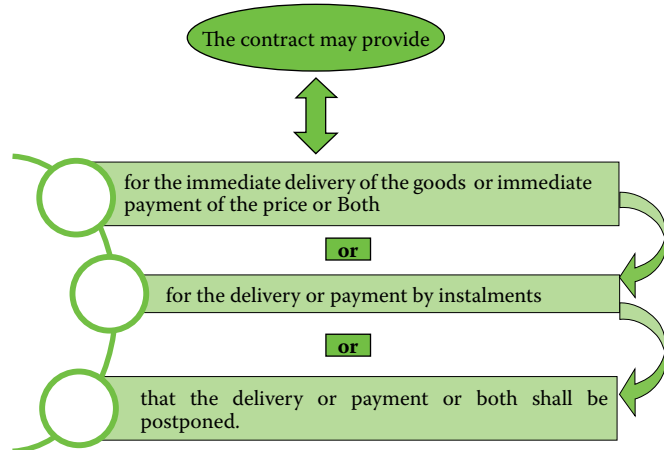 The contract may provide
for the immediate delivery of the goods or immediate
payment of the price or Both
or
for the delivery or payment by instalments
or
that the delivery or payment or both shall be
postponed.